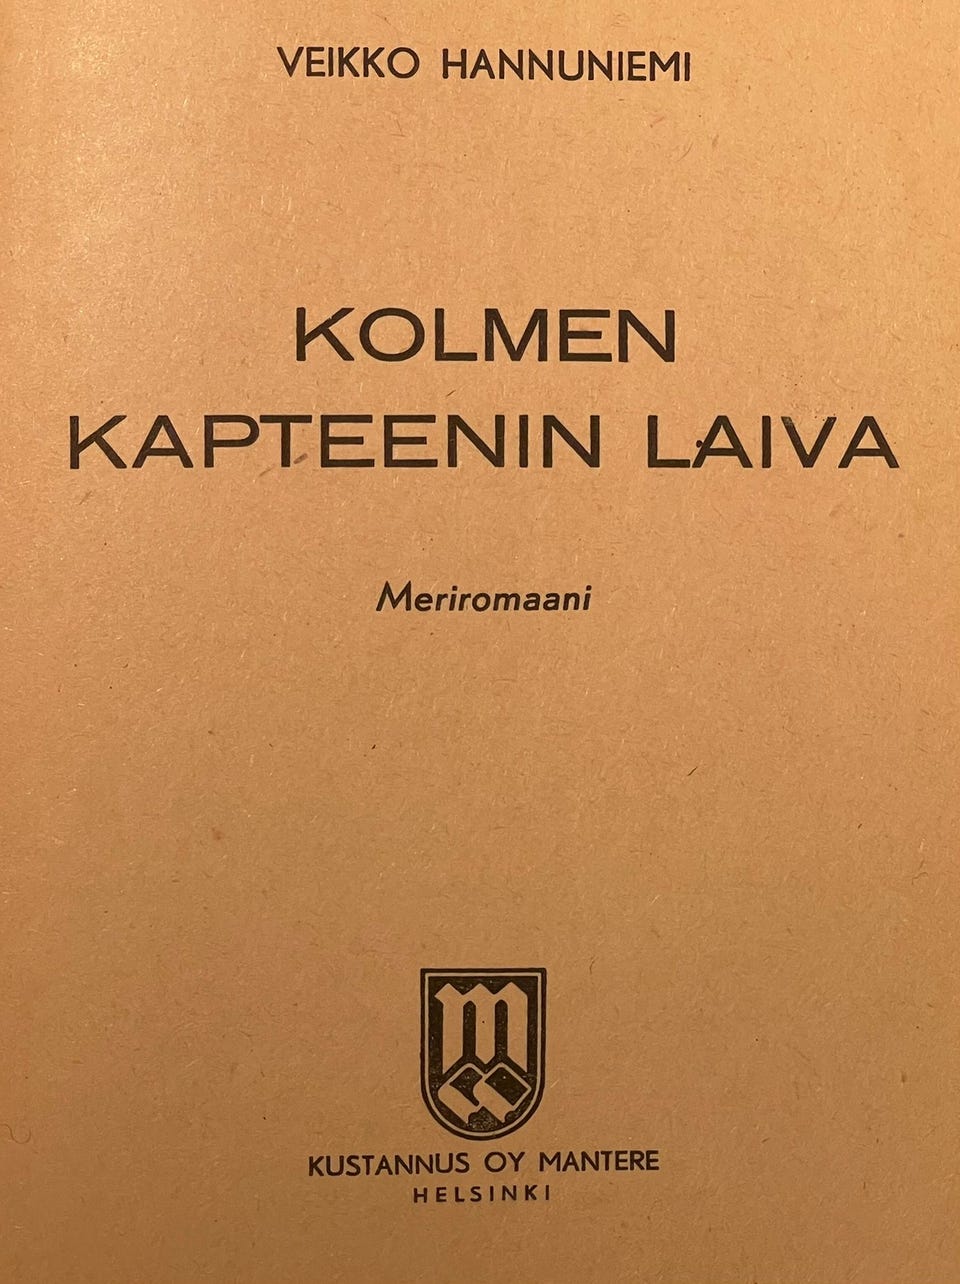 VEIKKO HANNUNIEMI
KOLMEN
KAPTEENIN LAIVA
Meriromaani
m
KUSTANNUS OY MANTERE
HELSINKI